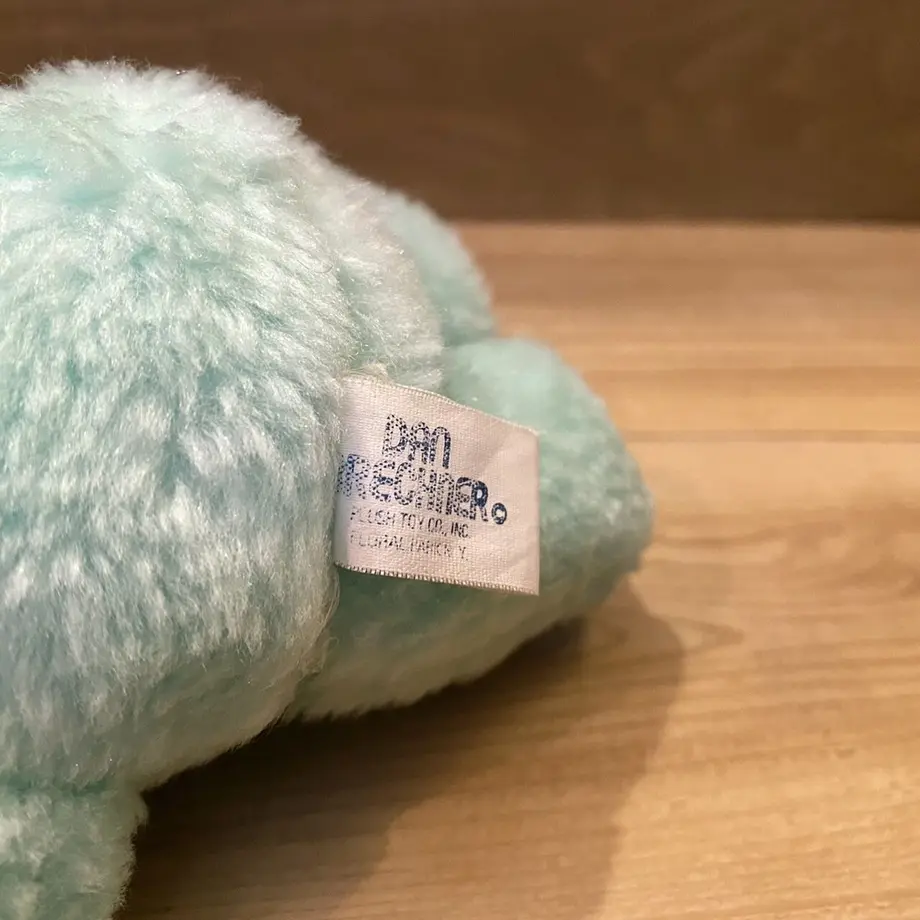 DAN
DRECHNER©
PLUSH TOY CO., INC.
FLORAL PARK N.Y.